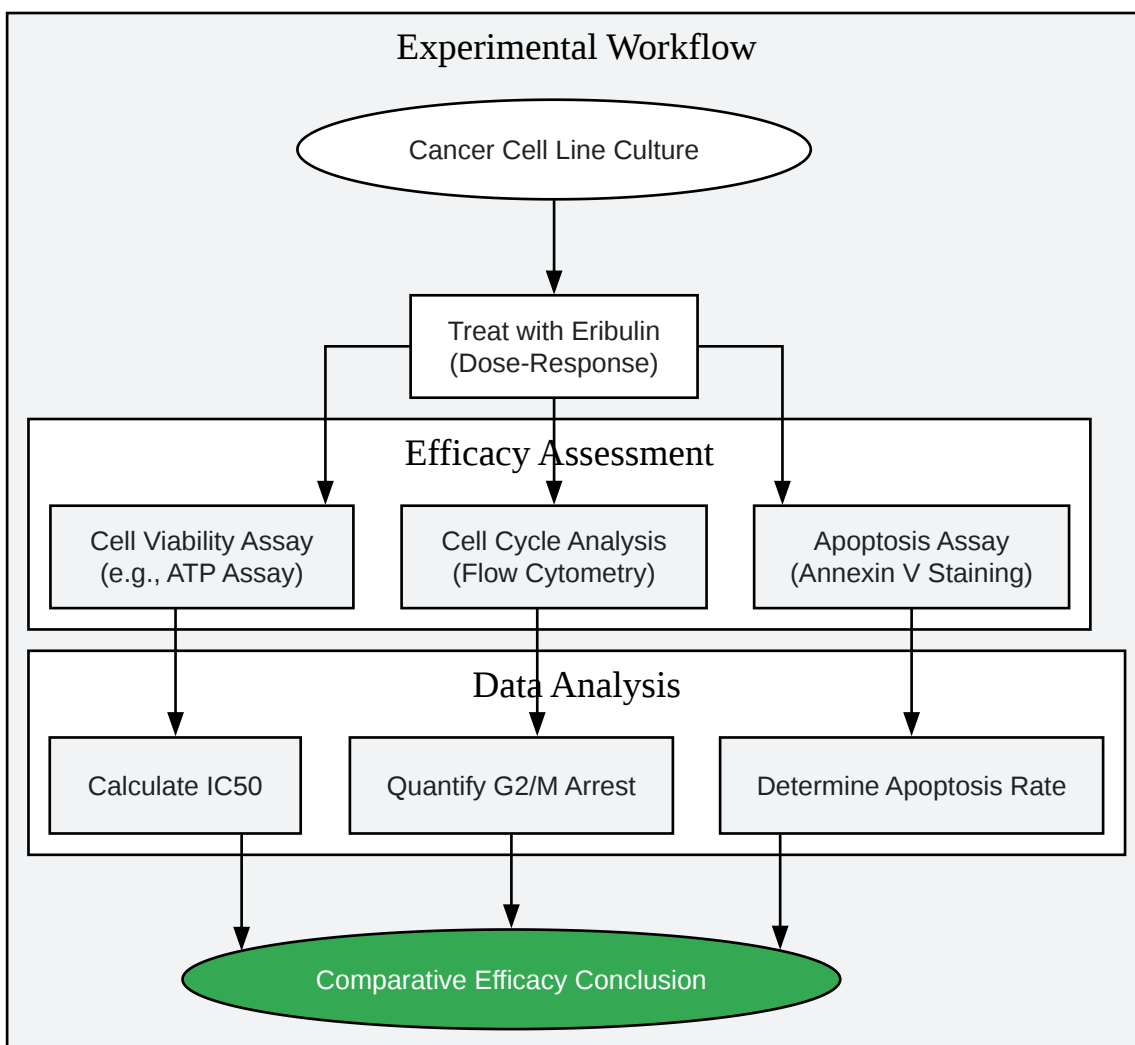 Experimental Workflow
Cancer Cell Line Culture
Treat with Eribulin
(Dose-Response)
Efficacy Assessment
Cell Viability Assay
(e.g., ATP Assay)
Cell Cycle Analysis
(Flow Cytometry)
Apoptosis Assay
(Annexin V Staining)
Data Analysis
Calculate IC50
Quantify G2/M Arrest
Determine Apoptosis Rate
Comparative Efficacy Conclusion